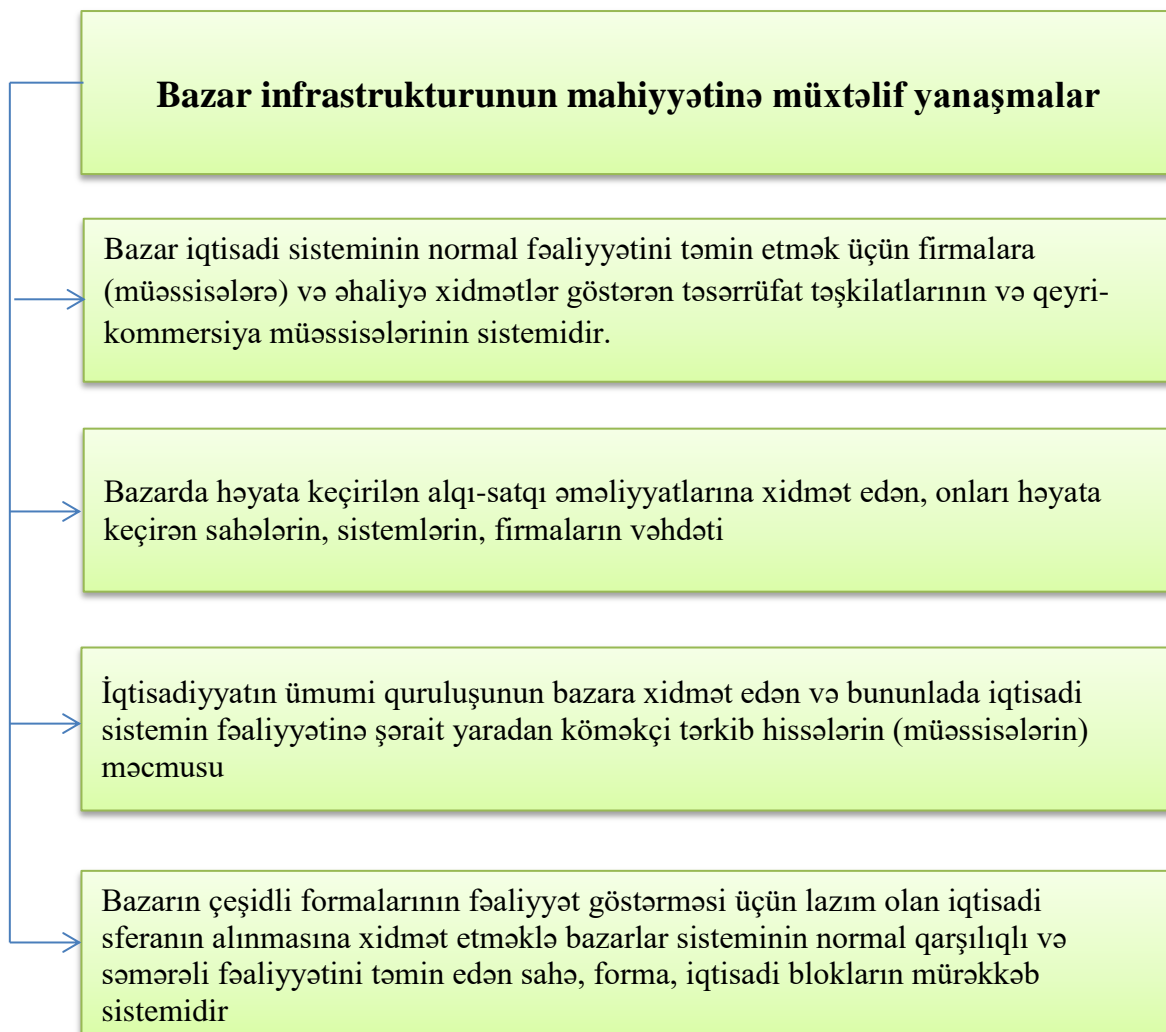 Bazar infrastrukturunun mahiyyətinə müxtəlif yanaşmalar
Bazar iqtisadi sisteminin normal fəaliyyətini təmin etmək üçün firmalara
(müəssisələrə) və əhaliyə xidmətlər göstərən təsərrüfat təşkilatlarının və qeyri-
kommersiya müəssisələrinin sistemidir.
Bazarda həyata keçirilən alqı-satqı əməliyyatlarına xidmət edən, onları həyata
keçirən sahələrin, sistemlərin, firmaların vəhdəti
İqtisadiyyatın ümumi quruluşunun bazara xidmət edən və bununlada iqtisadi
sistemin fəaliyyətinə şərait yaradan köməkçi tərkib hissələrin (müəssisələrin)
məcmusu
Bazarın çeşidli formalarının fəaliyyət göstərməsi üçün lazım olan iqtisadi
sferanın alınmasına xidmət etməklə bazarlar sisteminin normal qarşılıqlı və
səmərəli fəaliyyətini təmin edən sahə, forma, iqtisadi blokların mürəkkəb
sistemidir